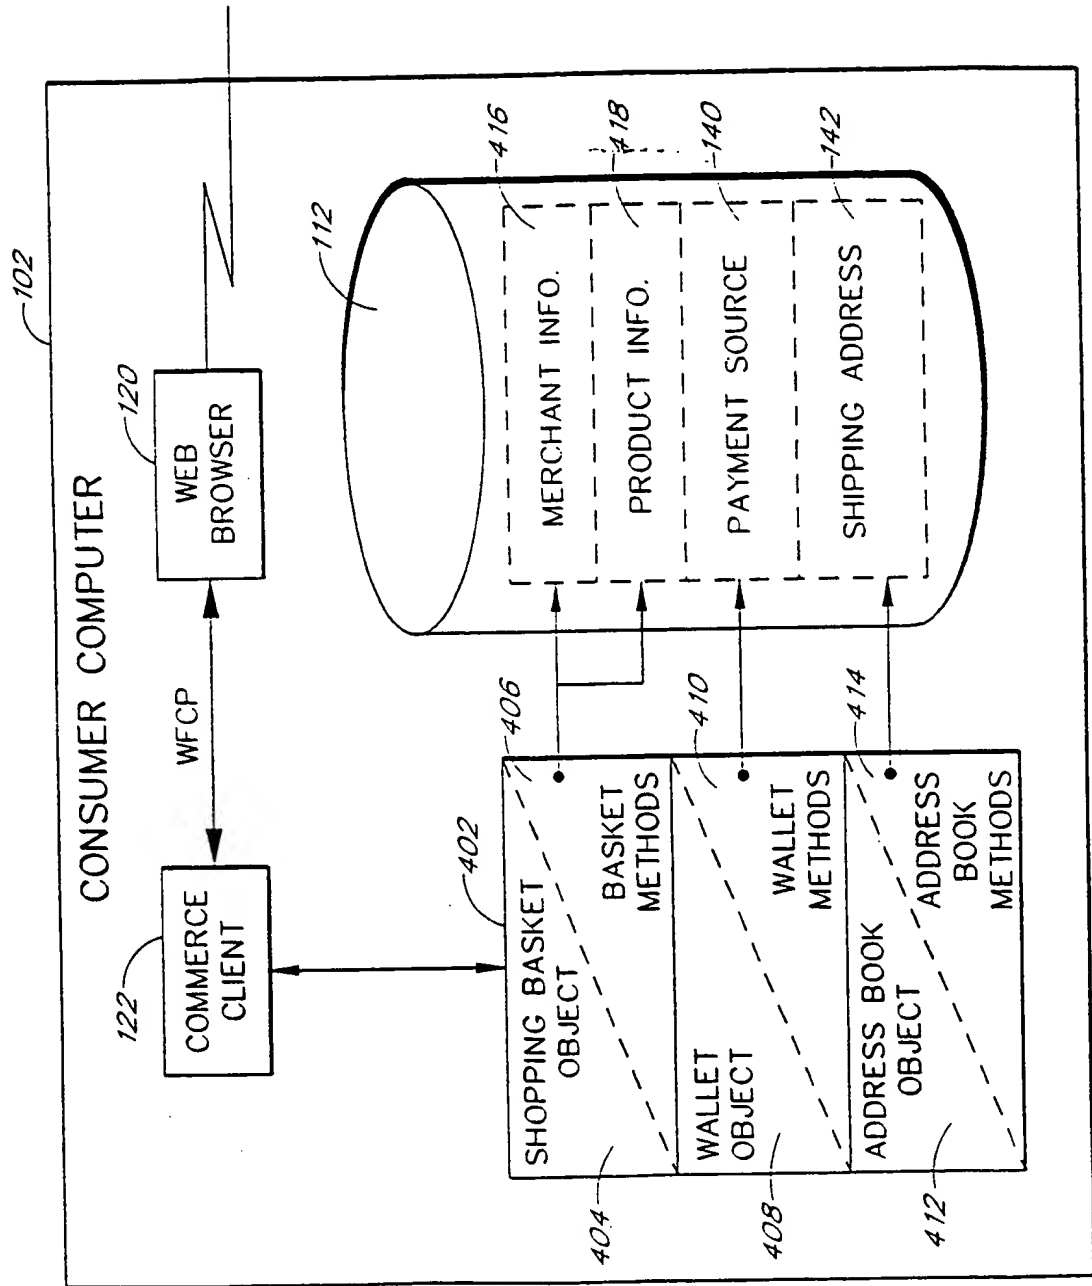 CONSUMER COMPUTER
102
122
COMMERCE
CLIENT
WFCP
120
WEB
BROWSER
402
SHOPPING BASKET
OBJECT
404
406
BASKET
METHODS
WALLET
OBJECT
408
410
WALLET
METHODS
ADDRESS BOOK
OBJECT
412
414
ADDRESS
BOOK
METHODS
112
MERCHANT INFO.
416
PRODUCT INFO.
418
PAYMENT SOURCE
140
SHIPPING ADDRESS
142